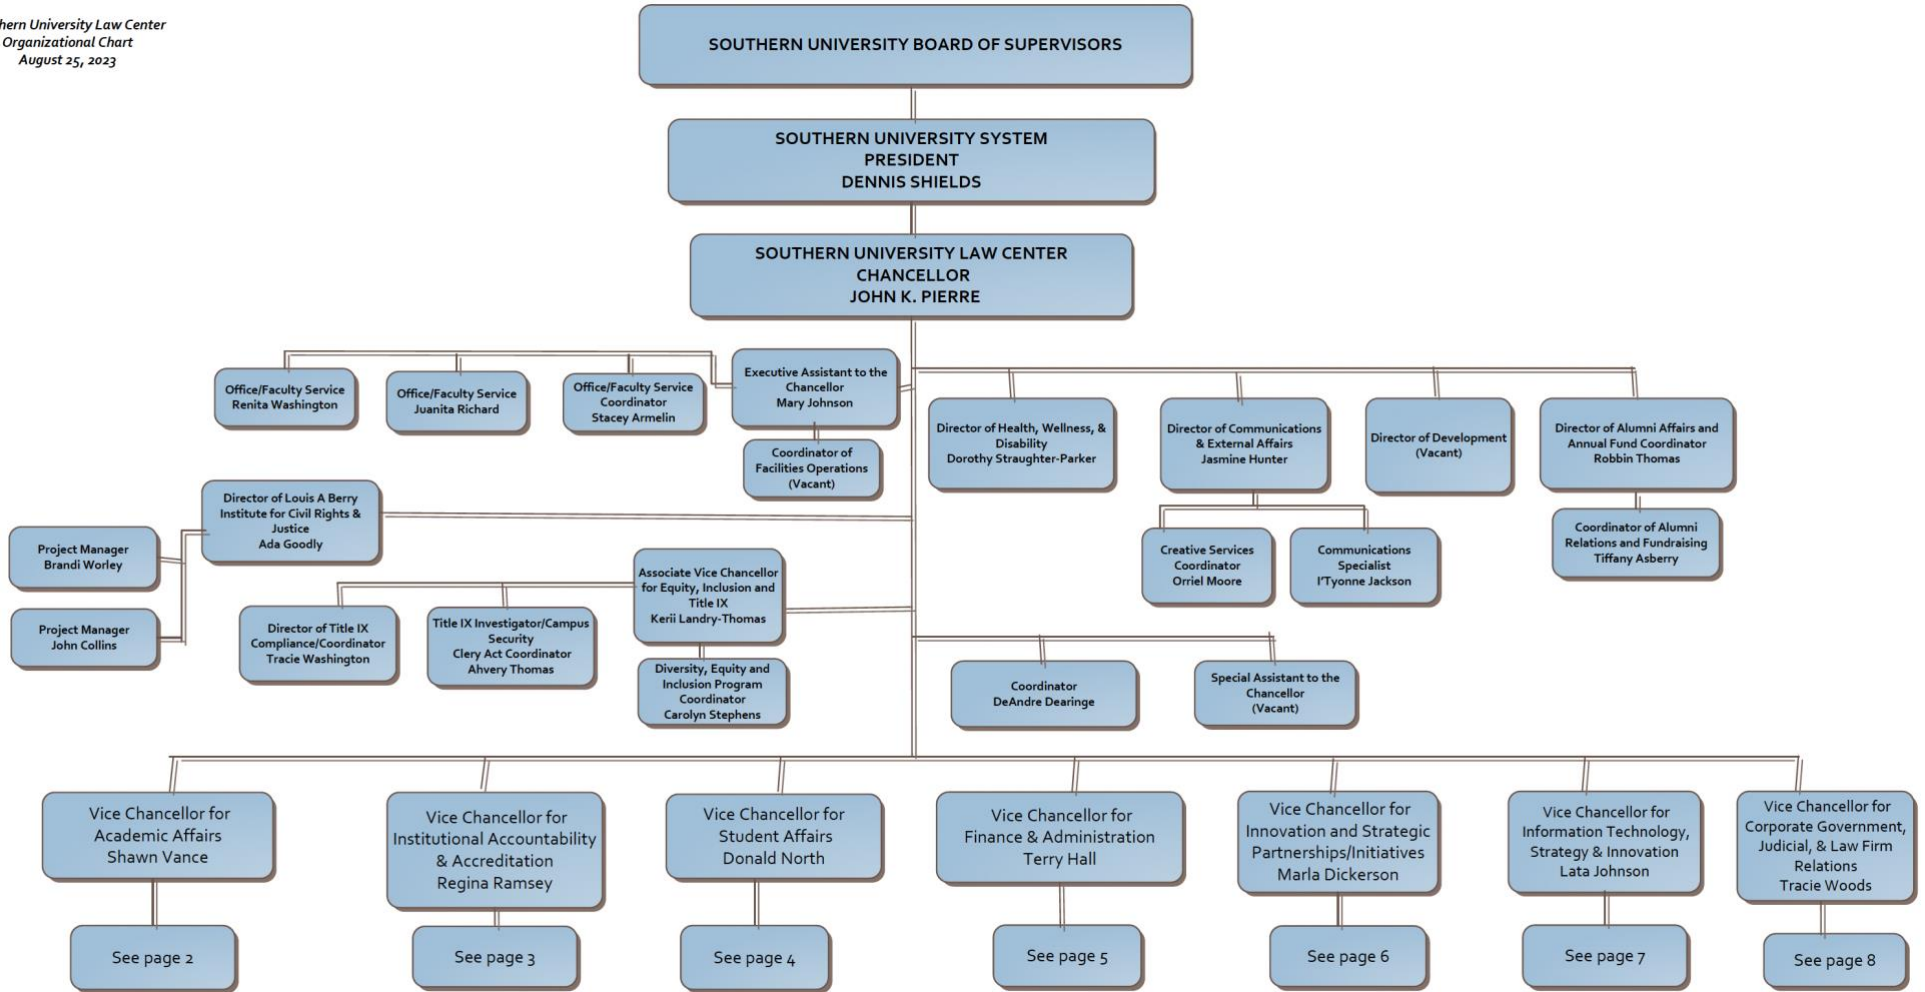 Organizational Chart
August 25, 2023
University Law Center
SOUTHERN UNIVERSITY BOARD OF SUPERVISORS
SOUTHERN UNIVERSITY SYSTEM
PRESIDENT
DENNIS SHIELDS
SOUTHERN UNIVERSITY LAW CENTER
CHANCELLOR
JOHN K. PIERRE
Office/Faculty Service
Renita Washington
Office/Faculty Service
Juanita Richard
Office/Faculty Service
Coordinator
Stacey Armelin
Executive Assistant to the
Chancellor
Mary Johnson
Coordinator of
Facilities Operations
(Vacant)
Director of Health, Wellness, &
Disability
Dorothy Straughter-Parker
Director of Communications
& External Affairs
Jasmine Hunter
Director of Development
(Vacant)
Director of Alumni Affairs and
Annual Fund Coordinator
Robbin Thomas
Creative Services
Coordinator
Orriel Moore
Communications
Specialist
I'Tyonne Jackson
Coordinator of Alumni
Relations and Fundraising
Tiffany Asberry
Director of Louis A Berry
Institute for Civil Rights &
Justice
Ada Goodly
Project Manager
Brandi Worley
Project Manager
John Collins
Associate Vice Chancellor
for Equity, Inclusion and
Title IX
Kerii Landry-Thomas
Director of Title IX
Compliance/Coordinator
Tracie Washington
Title IX Investigator/Campus
Security
Clery Act Coordinator
Ahvery Thomas
Diversity, Equity and
Inclusion Program
Coordinator
Carolyn Stephens
Coordinator
DeAndre Dearinge
Special Assistant to the
Chancellor
(Vacant)
Vice Chancellor for
Academic Affairs
Shawn Vance
Vice Chancellor for
Institutional Accountability
& Accreditation
Regina Ramsey
Vice Chancellor for
Student Affairs
Donald North
Vice Chancellor for
Finance & Administration
Terry Hall
Vice Chancellor for
Innovation and Strategic
Partnerships/Initiatives
Marla Dickerson
Vice Chancellor for
Information Technology,
Strategy & Innovation
Lata Johnson
Vice Chancellor for
Corporate Government,
Judicial, & Law Firm
Relations
Tracie Woods
See page 2
See page 3
See page 4
See page 5
See page 6
See page 7
See page 8